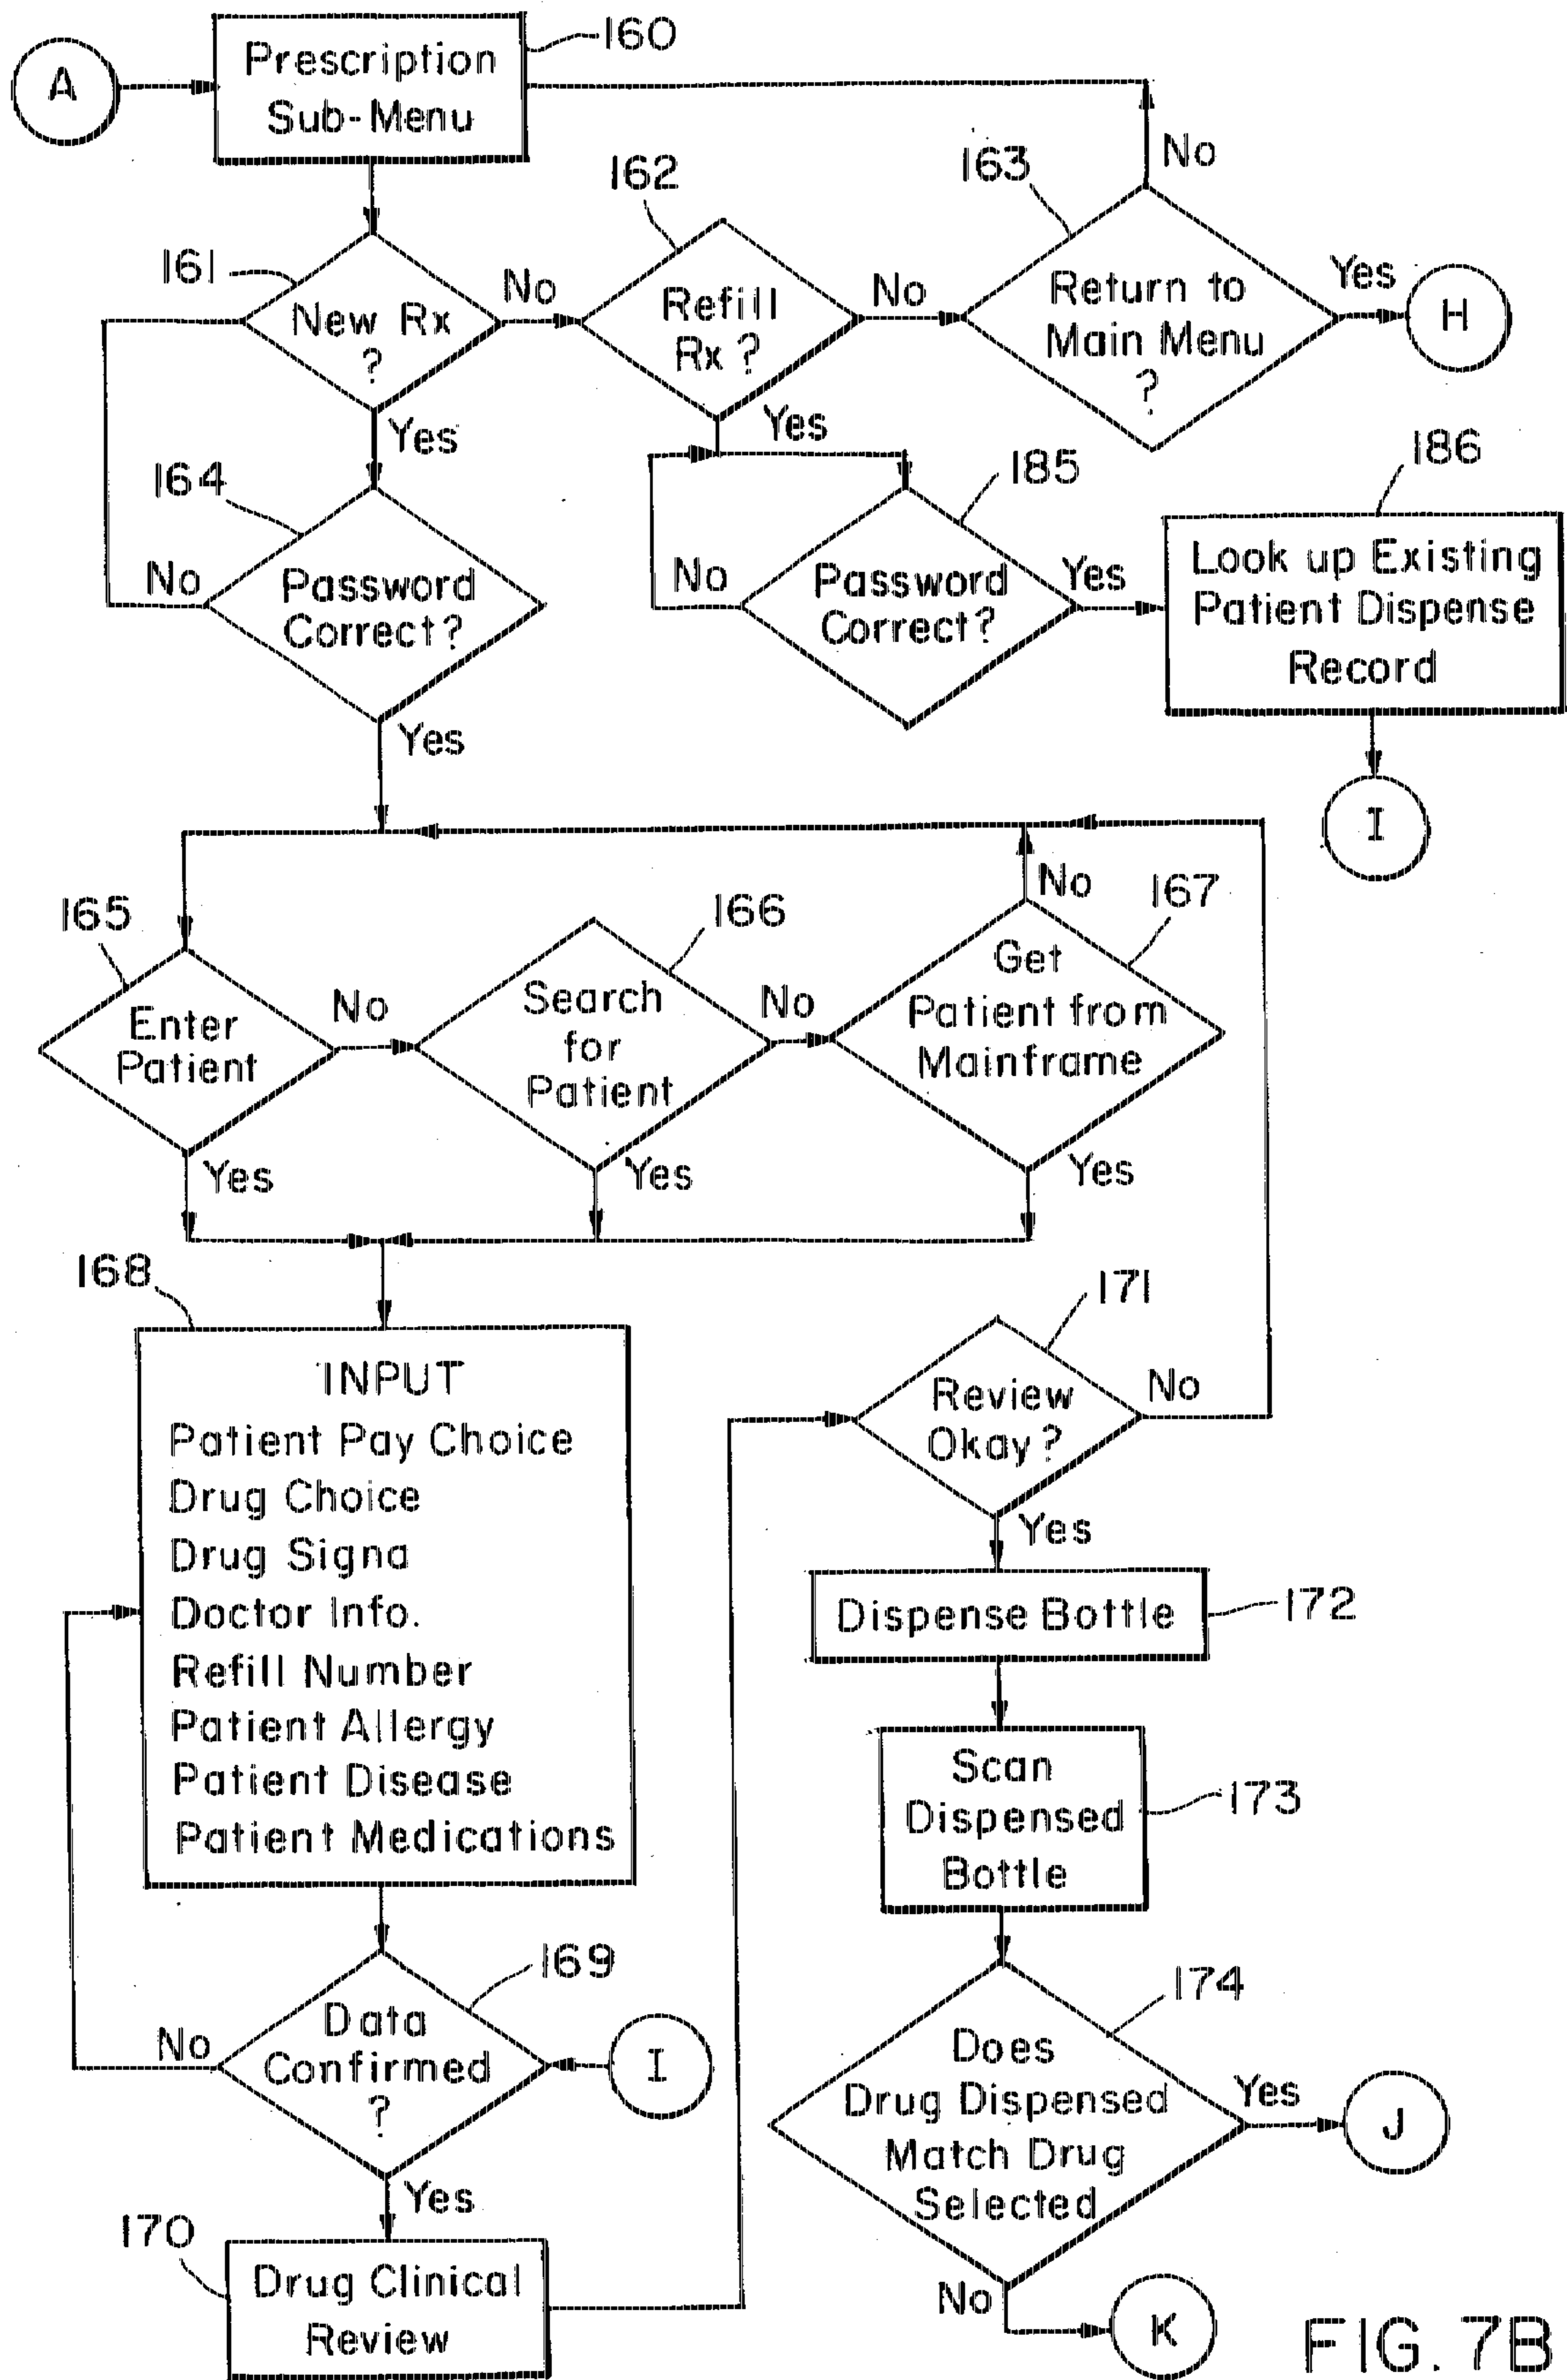 A
Prescription
Sub-Menu
160
No
163
162
161
New Rx
?
No
Refill
Rx ?
No
Return to
Main Menu
?
Yes
H
Yes
Yes
164
185
186
No
Password
Correct?
No
Password
Correct?
Yes
Look up Existing
Patient Dispense
Record
Yes
I
165
166
No
167
Enter
Patient
No
Search
for
Patient
No
Get
Patient from
Mainframe
Yes
Yes
Yes
168
171
INPUT
Patient Pay Choice
Drug Choice
Drug Signa
Doctor Info.
Refill Number
Patient Allergy
Patient Disease
Patient Medications
Review
Okay?
No
Yes
Dispense Bottle
172
Scan
Dispensed
Bottle
173
169
174
No
Data
Confirmed
?
I
Does
Drug Dispensed
Match Drug
Selected
Yes
J
Yes
170
Drug Clinical
Review
No
K
FIG. 7B